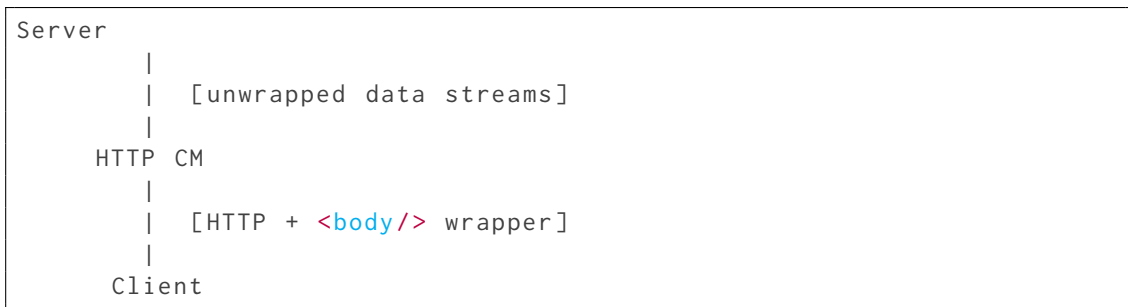 Server
|
| [unwrapped data streams]
|
HTTP CM
|
| [HTTP + <body/> wrapper]
|
Client